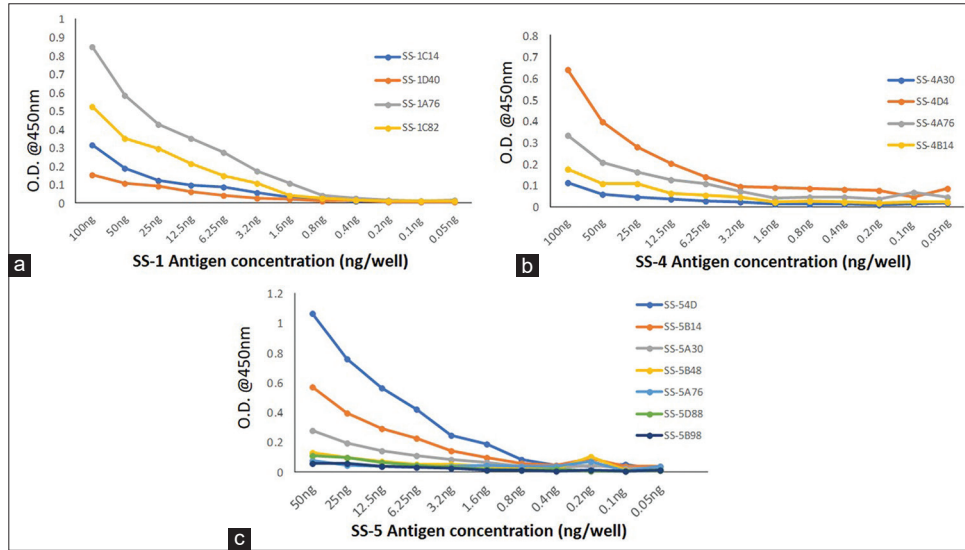 1
0.9
0.8
0.7
0.6
0.5
0.4
0.3
0.2
0.1
0
O.D. @450nm
SS-1C14
SS-1D40
SS-1A76
SS-1C82
100ng 50ng 25ng 12.5ng 6.25ng 3.2ng 1.6ng 0.8ng 0.4ng 0.2ng 0.1ng 0.05ng
SS-1 Antigen concentration (ng/well)
a
0.8
0.7
0.6
0.5
0.4
0.3
0.2
0.1
0
O.D. @450nm
SS-4A30
SS-4D4
SS-4A76
SS-4B14
100ng 50ng 25ng 12.5ng 6.25ng 3.2ng 1.6ng 0.8ng 0.4ng 0.2ng 0.1ng 0.05ng
SS-4 Antigen concentration (ng/well)
b
1.2
1
0.8
0.6
0.4
0.2
0
O.D. @450nm
SS-54D
SS-5B14
SS-5A30
SS-5B48
SS-5A76
SS-5D88
SS-5B98
50ng 25ng 12.5ng 6.25ng 3.2ng 1.6ng 0.8ng 0.4ng 0.2ng 0.1ng 0.05ng
SS-5 Antigen concentration (ng/well)
c